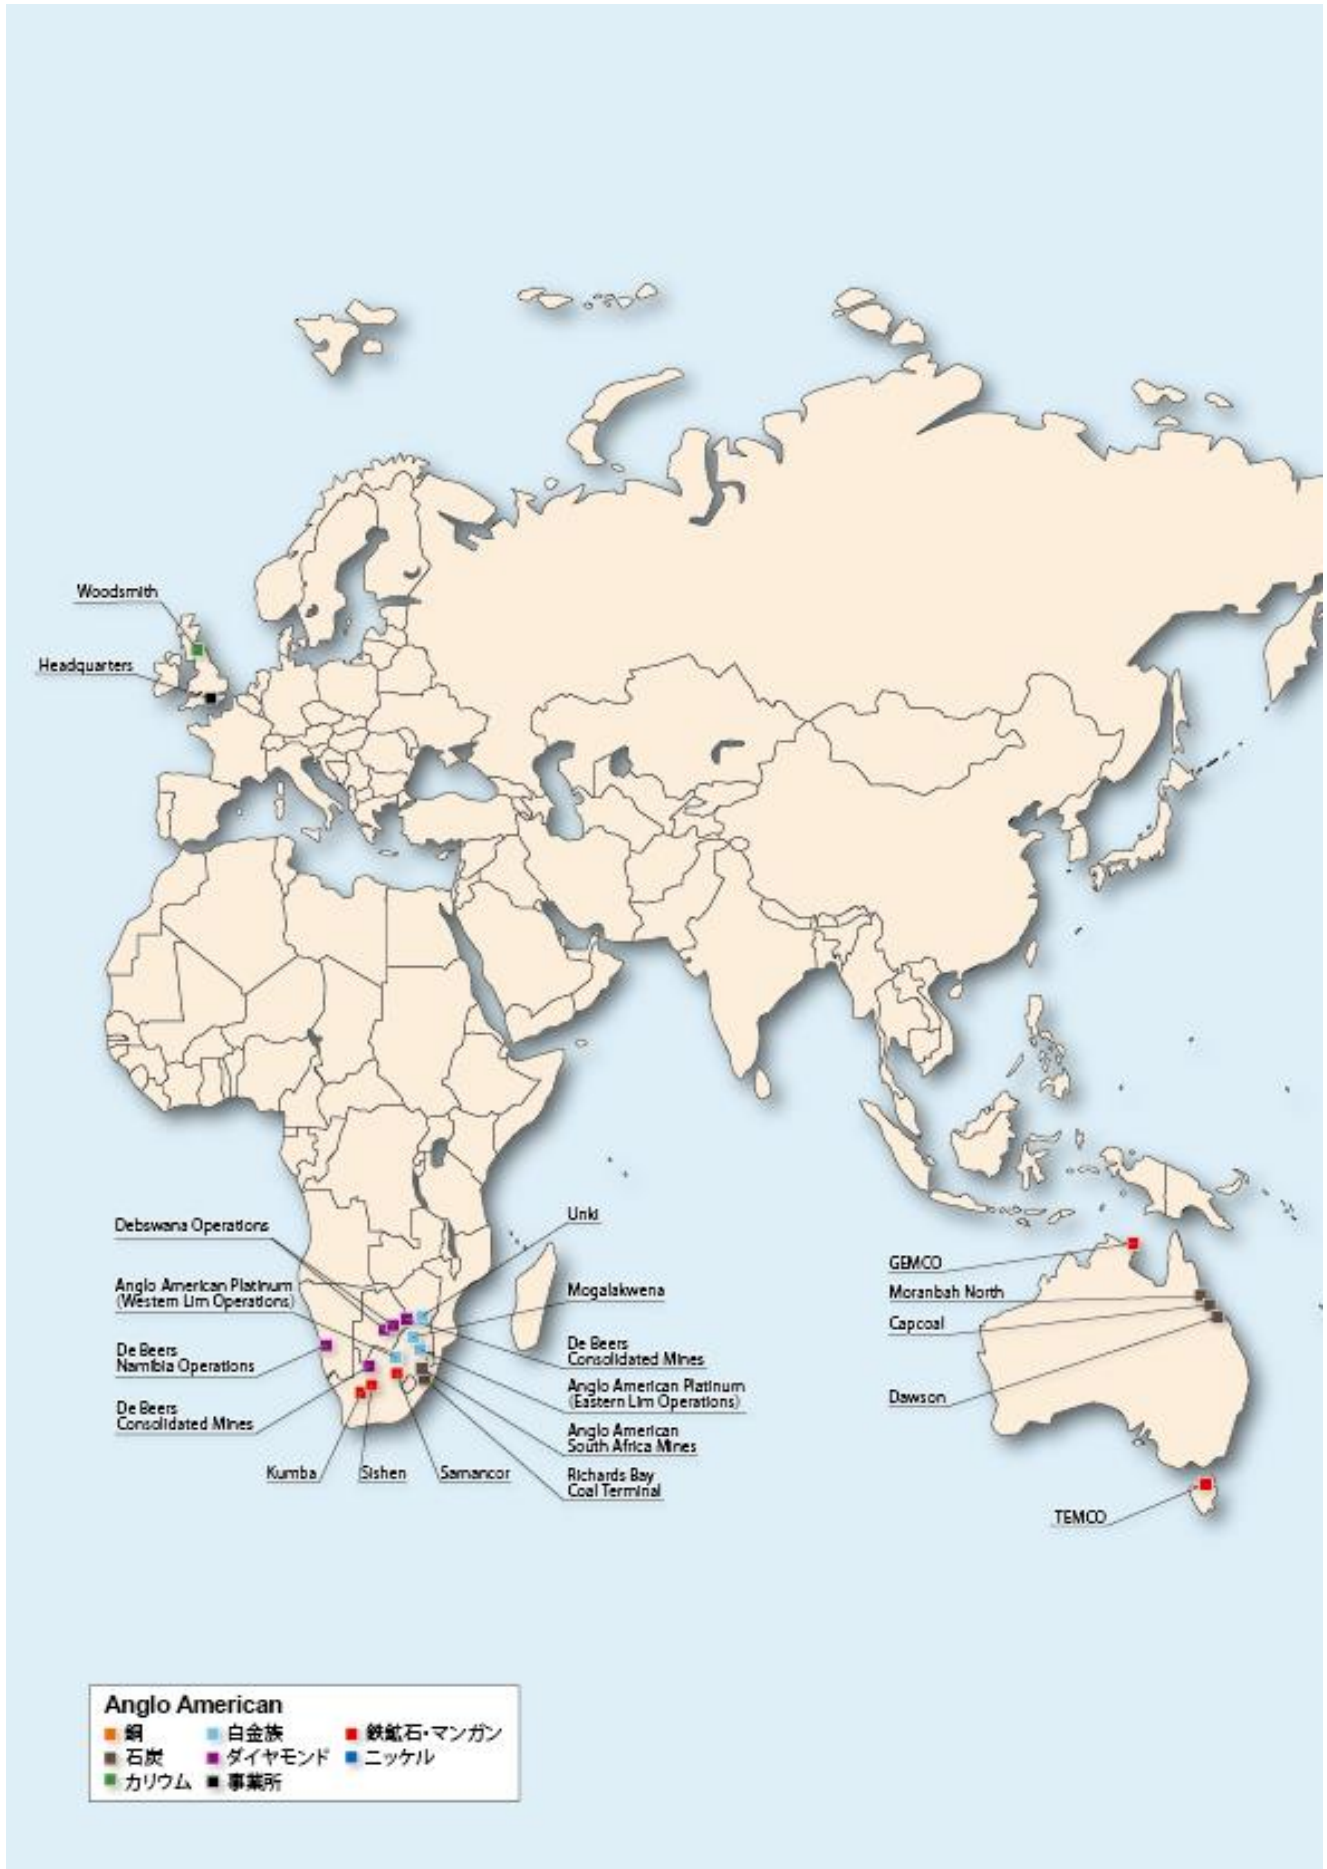 Woodsmith
Headquarters
Debswana Operations
Anglo American Platinum
(Western Lim Operations)
De Beers
Namibia Operations
De Beers
Consolidated Mines
Kumba
Sishen
Samancor
Unki
Mogalakwena
De Beers
Consolidated Mines
Anglo American Platinum
(Eastern Lim Operations)
Anglo American
South Africa Mines
Richards Bay
Coal Terminal
GEMCO
Moranbah North
Capcoal
Dawson
TEMCO
Anglo American
銅 白金族 鉄鉱石・マンガン
石炭 ダイヤモンド ニッケル
カリウム 事業所